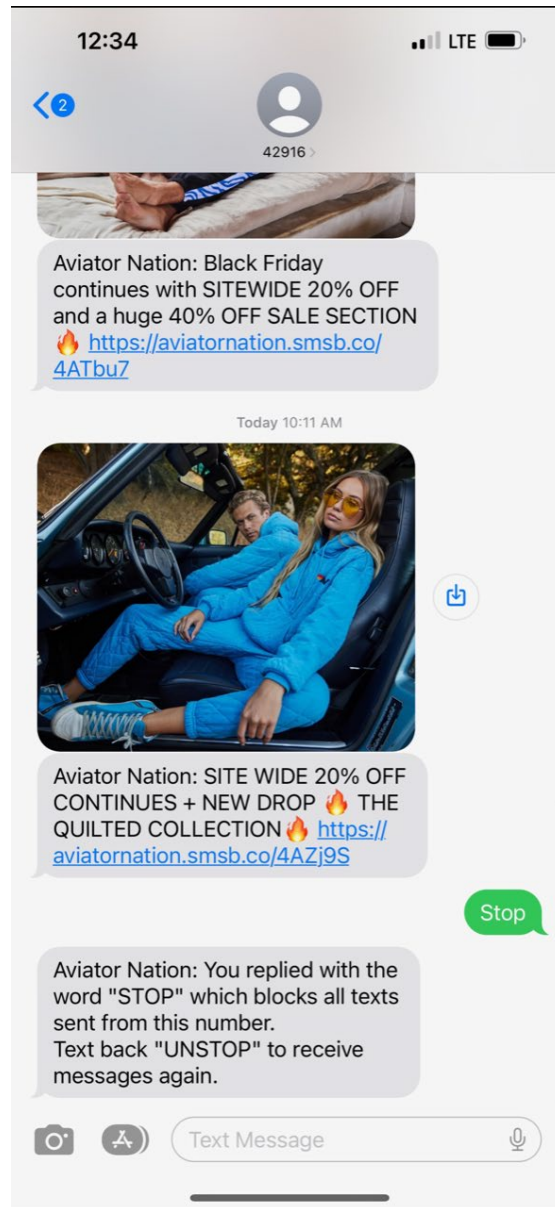 12:34
LTE
2
42916
Aviator Nation: Black Friday
continues with SITEWIDE 20% OFF
and a huge 40% OFF SALE SECTION
🔥 https://aviatornation.smsb.co/
4ATbu7
Today 10:11 AM
Aviator Nation: SITE WIDE 20% OFF
CONTINUES + NEW DROP 🔥 THE
QUILTED COLLECTION🔥 https://
aviatornation.smsb.co/4AZj9S
Stop
Aviator Nation: You replied with the
word "STOP" which blocks all texts
sent from this number.
Text back "UNSTOP" to receive
messages again.
Text Message